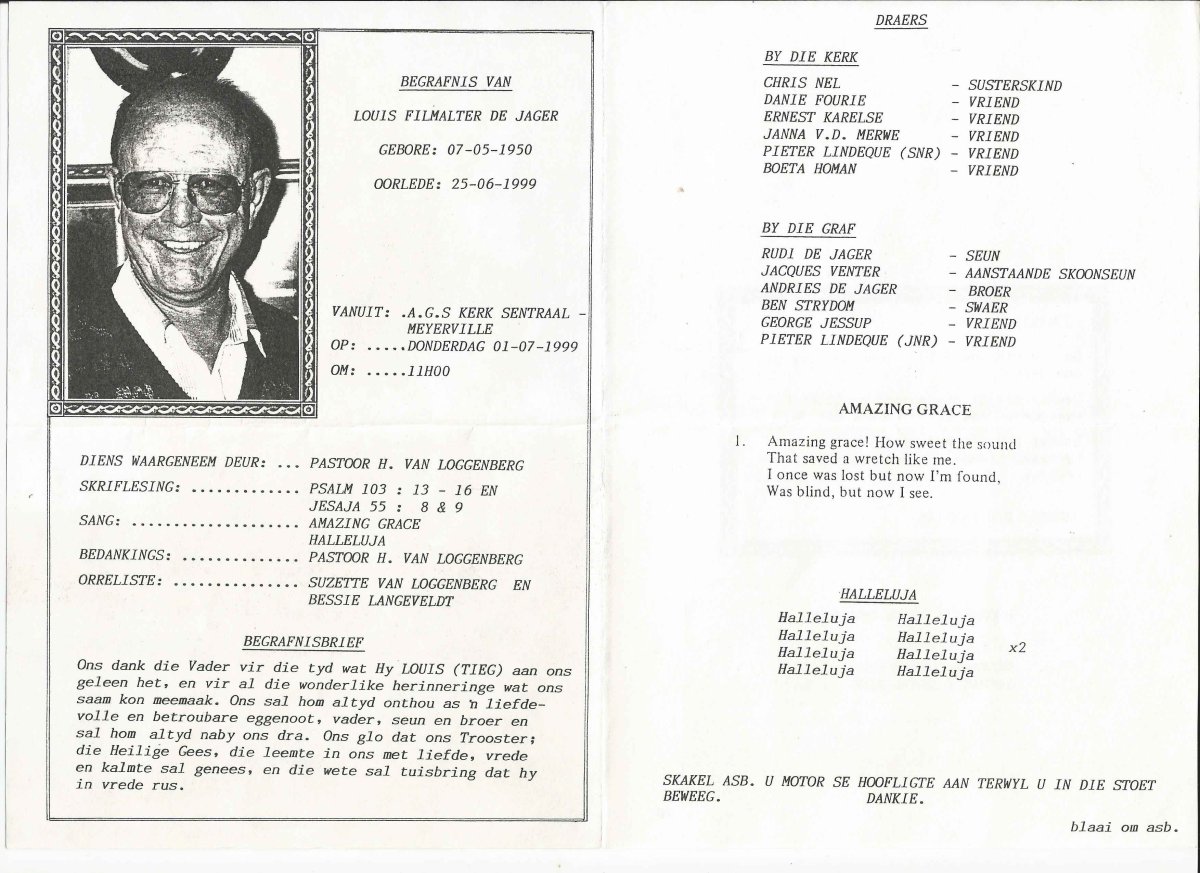 BEGRAFNIS VAN
LOUIS FILMALTER DE JAGER
GEBORE: 07-05-1950
OORLEDE: 25-06-1999
VANUIT: .A.G.S KERK SENTRAAL -
MEYERVILLE
OP: .....DONDERDAG 01-07-1999
OM: .....11H00
DIENS WAARGENEEM DEUR: ... PASTOOR H. VAN LOGGENBERG
SKRIFLESING: ............. PSALM 103 : 13 - 16 EN
JESAJA 55 : 8 & 9
SANG: .................... AMAZING GRACE
HALLELUJA
BEDANKINGS: .............. PASTOOR H. VAN LOGGENBERG
ORRELISTE: ............... SUZETTE VAN LOGGENBERG EN
BESSIE LANGEVELDT
BEGRAFNISBRIEF
Ons dank die Vader vir die tyd wat Hy LOUIS (TIEG) aan ons
geleen het, en vir al die wonderlike herinneringe wat ons
saam kon meemaak. Ons sal hom altyd onthou as 'n liefde-
volle en betroubare eggenoot, vader, seun en broer en
sal hom altyd naby ons dra. Ons glo dat ons Trooster;
die Heilige Gees, die leemte in ons met liefde, vrede
en kalmte sal genees, en die wete sal tuisbring dat hy
in vrede rus.
DRAERS
BY DIE KERK
CHRIS NEL - SUSTERSKIND
DANIE FOURIE - VRIEND
ERNEST KARELSE - VRIEND
JANNA V.D. MERWE - VRIEND
PIETER LINDEQUE (SNR) - VRIEND
BOETA HOMAN - VRIEND
BY DIE GRAF
RUDI DE JAGER - SEUN
JACQUES VENTER - AANSTAANDE SKOONSEUN
ANDRIES DE JAGER - BROER
BEN STRYDOM - SWAER
GEORGE JESSUP - VRIEND
PIETER LINDEQUE (JNR) - VRIEND
AMAZING GRACE
1. Amazing grace! How sweet the sound
That saved a wretch like me.
I once was lost but now I'm found,
Was blind, but now I see.
HALLELUJA
Halleluja Halleluja
Halleluja Halleluja
Halleluja Halleluja x2
Halleluja Halleluja
SKAKEL ASB. U MOTOR SE HOOFLIGTE AAN TERWYL U IN DIE STOET
BEWEEG. DANKIE.
blaai om asb.